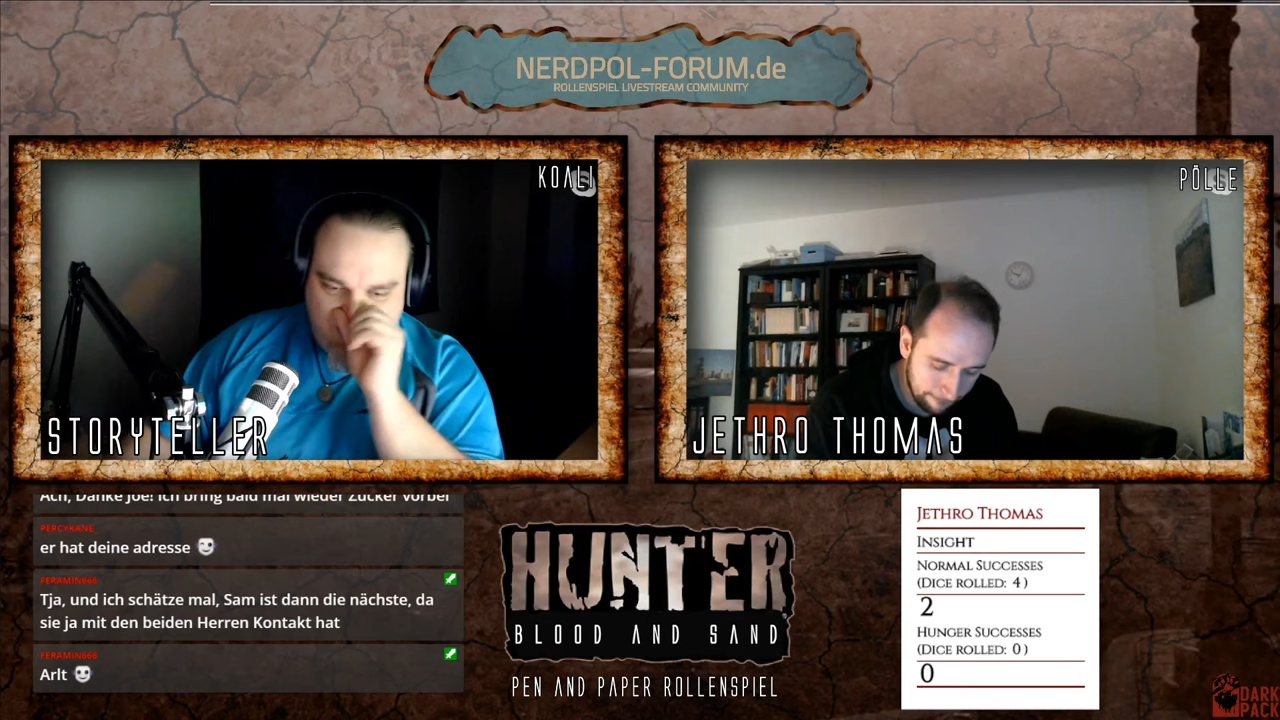 NERDPOL-FORUM.de
ROLLENSPIEL LIVESTREAM COMMUNITY
KOALI
STORYTELLER
PÖLLE
JETHRO THOMAS
Ach, Danke Joe! Ich bring bald mal wieder Zucker vorbei
PERCYKANE
er hat deine adresse
FERAMIN666
Tja, und ich schätze mal, Sam ist dann die nächste, da
sie ja mit den beiden Herren Kontakt hat
FERAMIN666
Arlt
HUNTER
BLOOD AND SAND
PEN AND PAPER ROLLENSPIEL
JETHRO THOMAS
INSIGHT
NORMAL SUCCESSES
(DICE ROLLED: 4 )
2
HUNGER SUCCESSES
(DICE ROLLED: 0 )
0
DARK
PACK